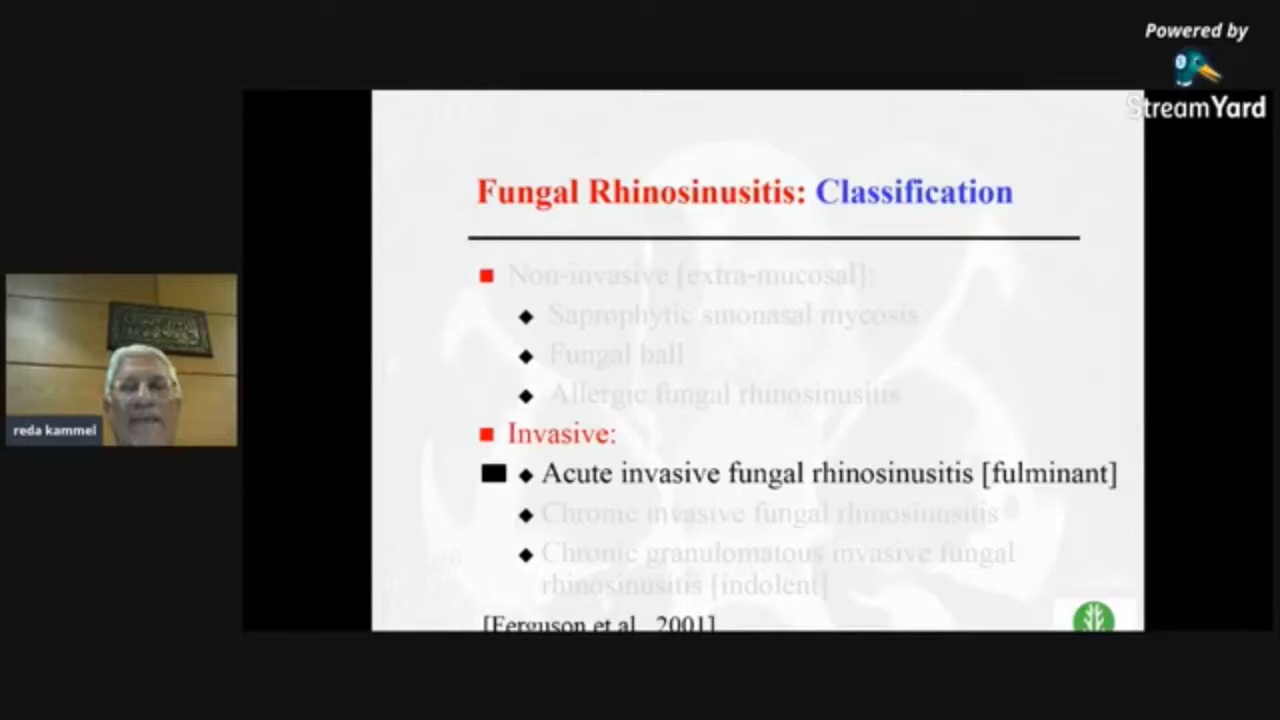 Powered by
StreamYard
Fungal Rhinosinusitis: Classification
Non-invasive [extra-mucosal]:
Saprophytic sinonasal mycosis
Fungal ball
Allergic fungal rhinosinusitis
Invasive:
Acute invasive fungal rhinosinusitis [fulminant]
Chronic invasive fungal rhinosinusitis
Chronic granulomatous invasive fungal
rhinosinusitis [indolent]
[Ferguson et al., 2001]
reda kammel